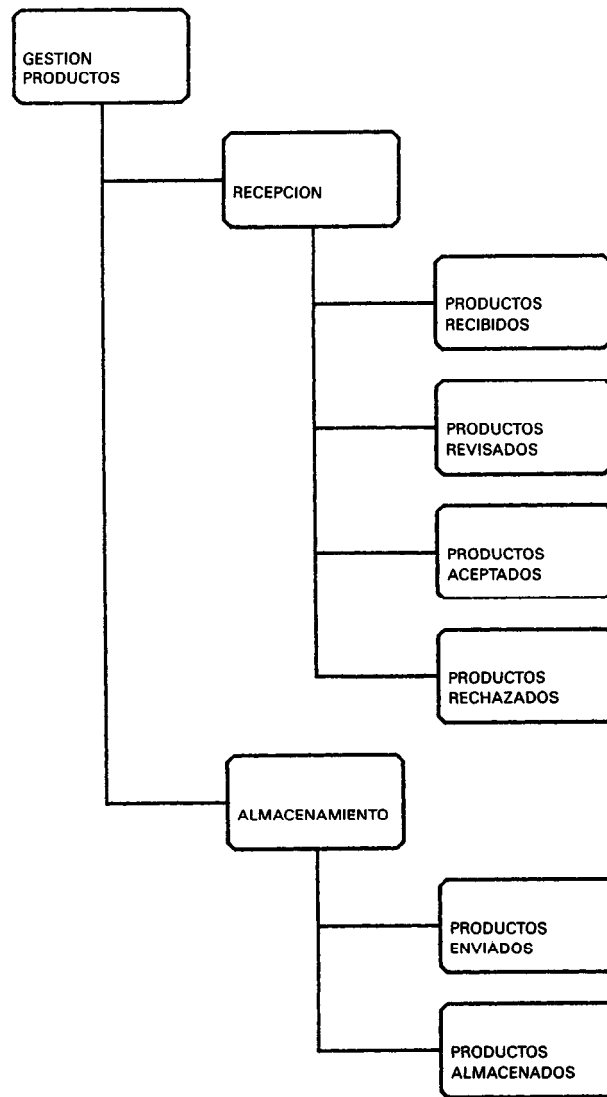 GESTION
PRODUCTOS
RECEPCION
PRODUCTOS
RECIBIDOS
PRODUCTOS
REVISADOS
PRODUCTOS
ACEPTADOS
PRODUCTOS
RECHAZADOS
ALMACENAMIENTO
PRODUCTOS
ENVIADOS
PRODUCTOS
ALMACENADOS